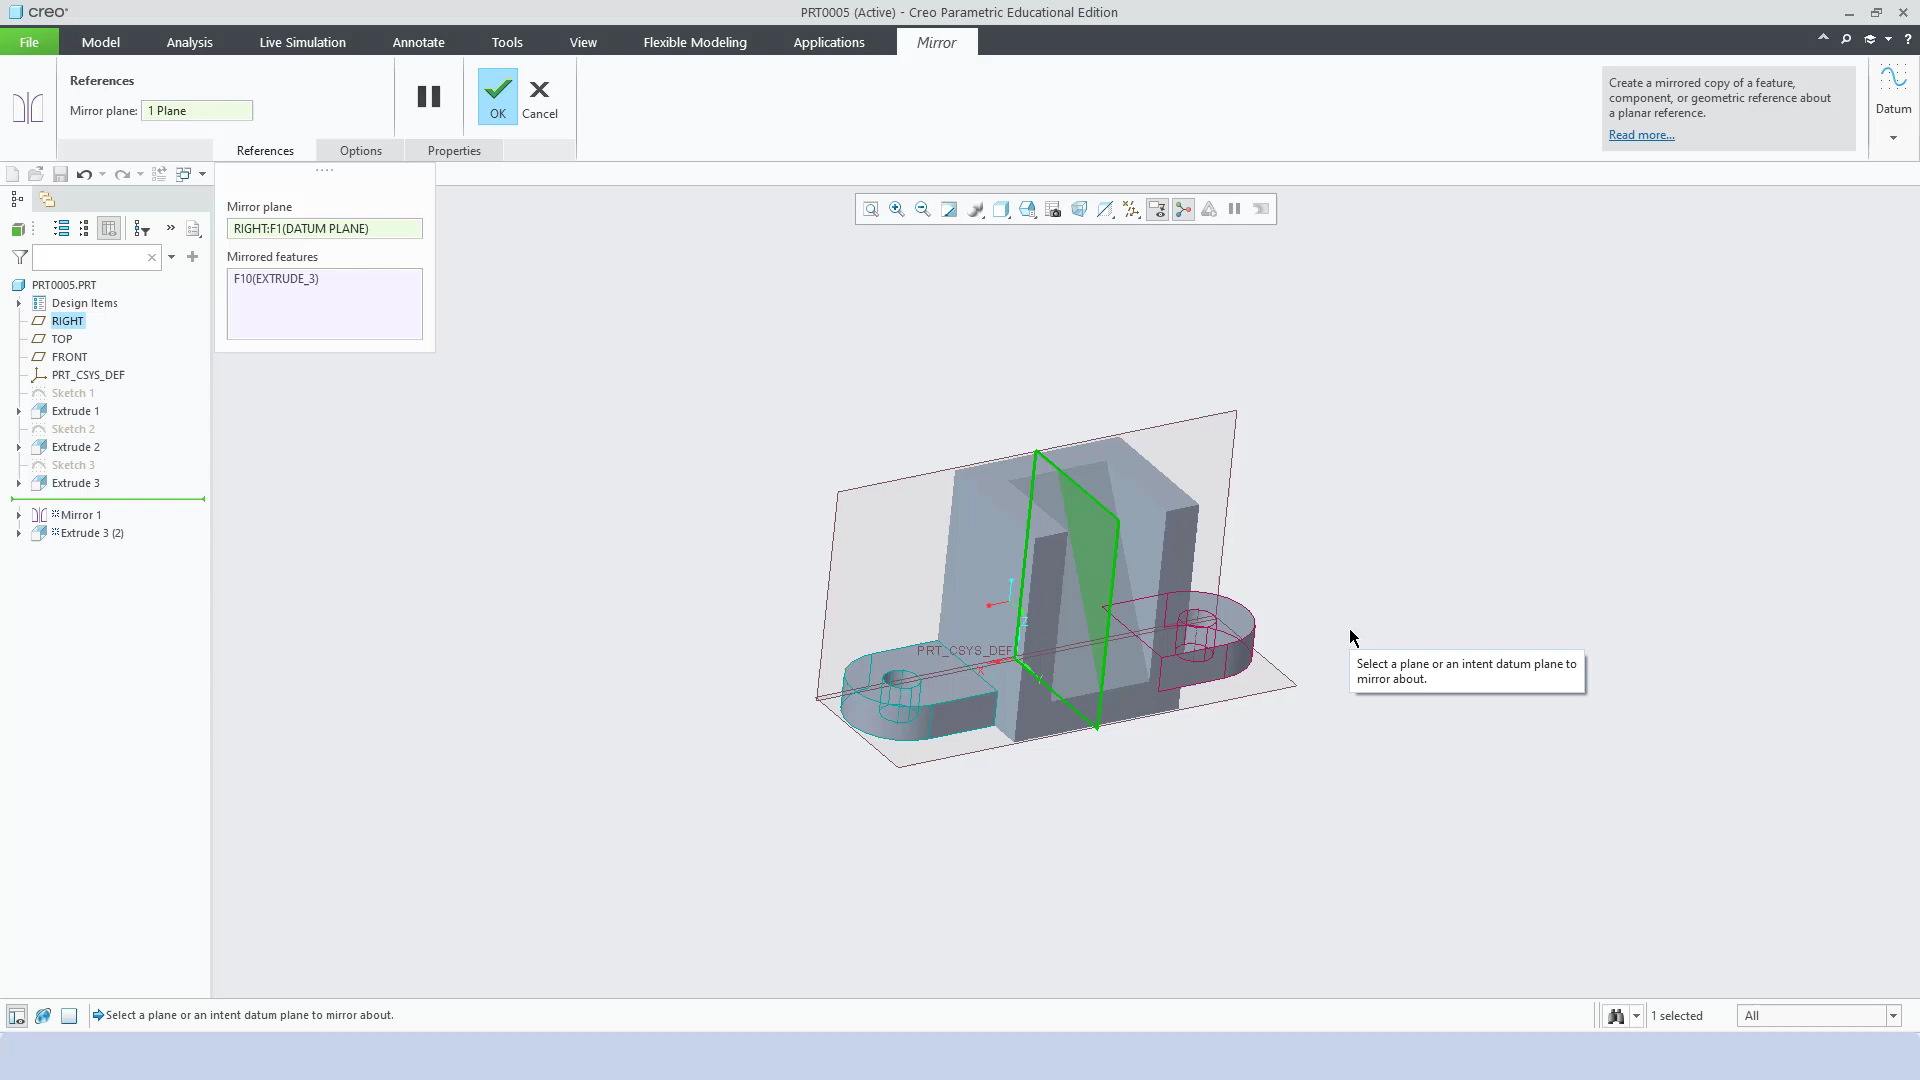 creo®
PRT0005 (Active) - Creo Parametric Educational Edition
File
Model
Analysis
Live Simulation
Annotate
Tools
View
Flexible Modeling
Applications
Mirror
?
References
Mirror plane: 1 Plane
OK
Cancel
References
Options
Properties
Create a mirrored copy of a feature,
component, or geometric reference about
a planar reference.
Read more...
Datum
Mirror plane
RIGHT:F1(DATUM PLANE)
Mirrored features
F10(EXTRUDE_3)
PRT0005.PRT
Design Items
RIGHT
TOP
FRONT
PRT_CSYS_DEF
Sketch 1
Extrude 1
Sketch 2
Extrude 2
Sketch 3
Extrude 3
Mirror 1
Extrude 3 (2)
Z
PRT_CSYS_DEF
X
Y
Select a plane or an intent datum plane to
mirror about.
Select a plane or an intent datum plane to mirror about.
1 selected
All